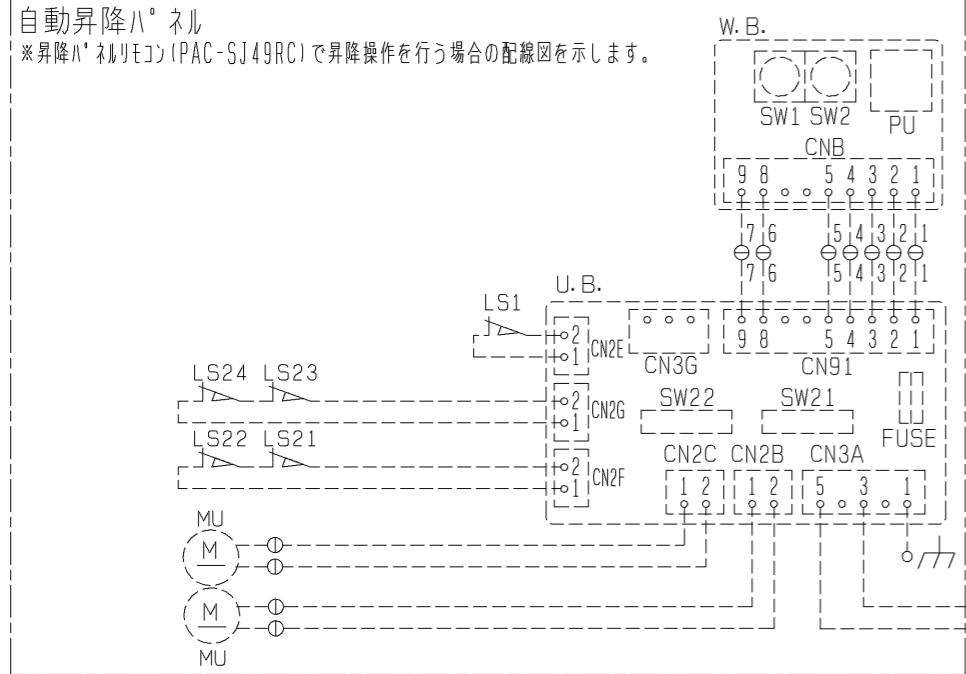 自動昇降パネル
※昇降パネルリモコン(PAC-SJ49RC)で昇降操作を行う場合の配線図を示します。
W.B.
SW1 SW2
PU
CNB
9 8 5 4 3 2 1
7 6 5 4 3 2 1
7 6 5 4 3 2 1
U.B.
9 8 5 4 3 2 1
CN3G
CN91
LS1
2
1
CN2E
LS24 LS23
2
1
CN2G
SW22
SW21
FUSE
LS22 LS21
2
1
CN2F
CN2C CN2B CN3A
1 2 1 2 5 3 1
MU
M
M
MU